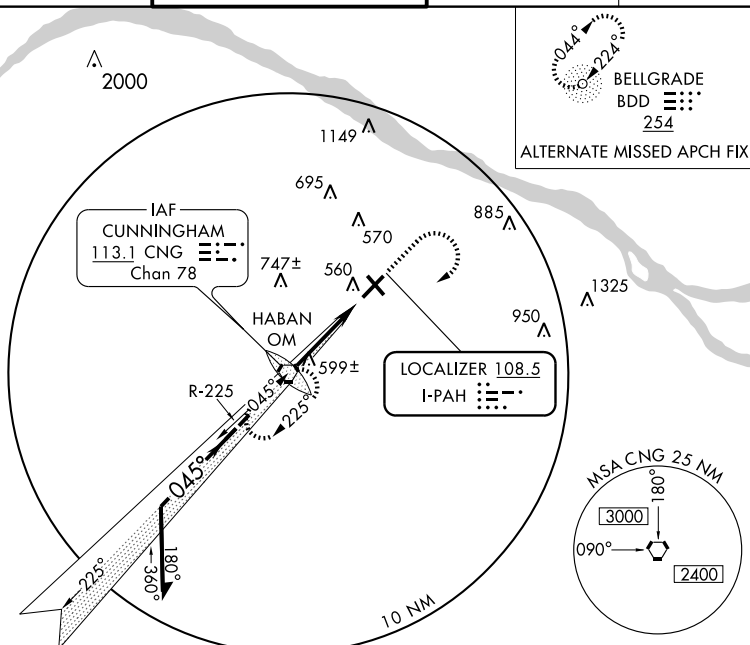 2000
044°
224°
BELLGRADE
BDD
254
ALTERNATE MISSED APCH FIX
1149
695
570
885
IAF
CUNNINGHAM
113.1 CNG
Chan 78
747±
560
1325
950
HABAN
OM
599±
LOCALIZER 108.5
I-PAH
R-225
045°
225°
045°
225°
360°
180°
10 NM
MSA CNG 25 NM
180°
3000
090°
2400